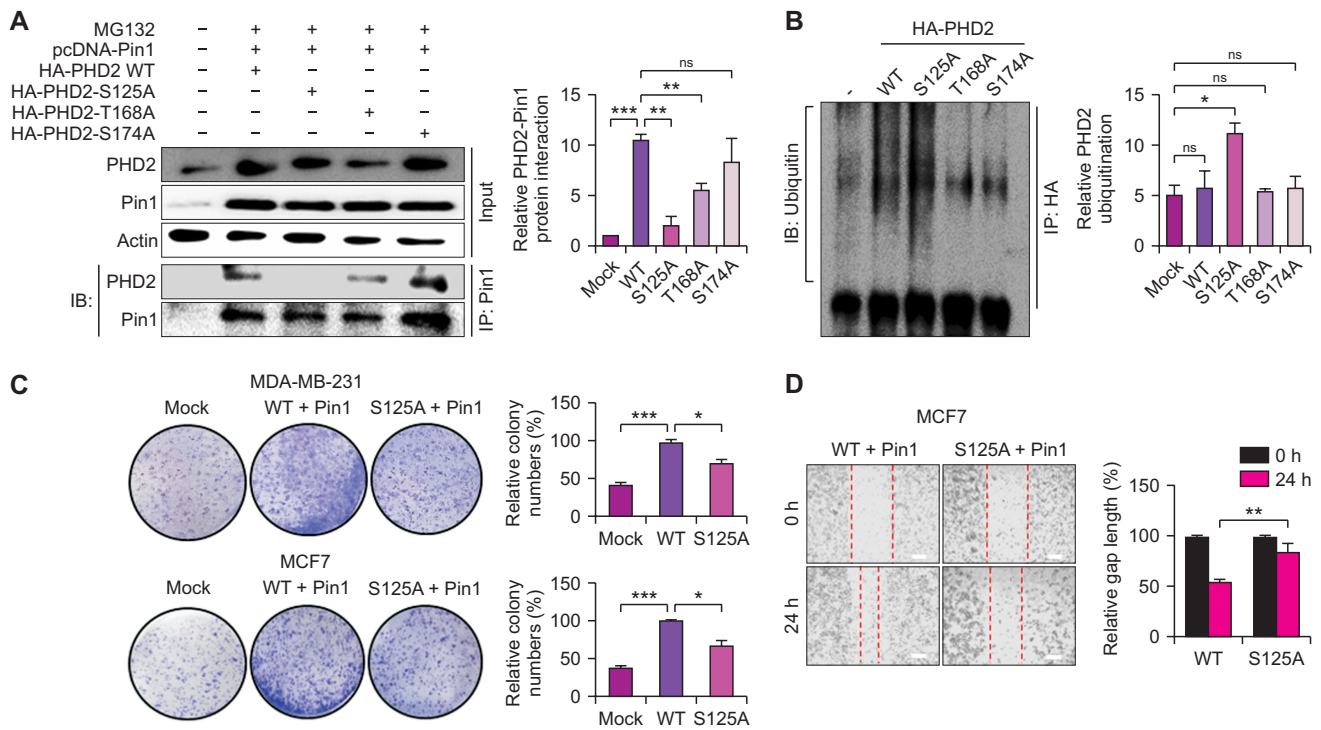 A
MG132 – + + + +
pcDNA-Pin1 – + + + +
HA-PHD2 WT – + – – –
HA-PHD2-S125A – – + – –
HA-PHD2-T168A – – – + –
HA-PHD2-S174A – – – – +
PHD2
Pin1
Actin
Input
IB:
PHD2
Pin1
IP: Pin1
Relative PHD2-Pin1
protein interaction
15
10
5
0
***
**
**
ns
Mock
WT
S125A
T168A
S174A
B
HA-PHD2
- WT S125A T168A S174A
IB: Ubiquitin
IP: HA
Relative PHD2
ubiquitination
15
10
5
0
ns
*
ns
ns
Mock
WT
S125A
T168A
S174A
C
MDA-MB-231
Mock WT + Pin1 S125A + Pin1
Relative colony
numbers (%)
150
100
50
0
*** *
Mock WT S125A
MCF7
Mock WT + Pin1 S125A + Pin1
Relative colony
numbers (%)
150
100
50
0
*** *
Mock WT S125A
D
MCF7
WT + Pin1 S125A + Pin1
0 h
24 h
0 h
24 h
Relative gap length (%)
150
100
50
0
**
WT S125A